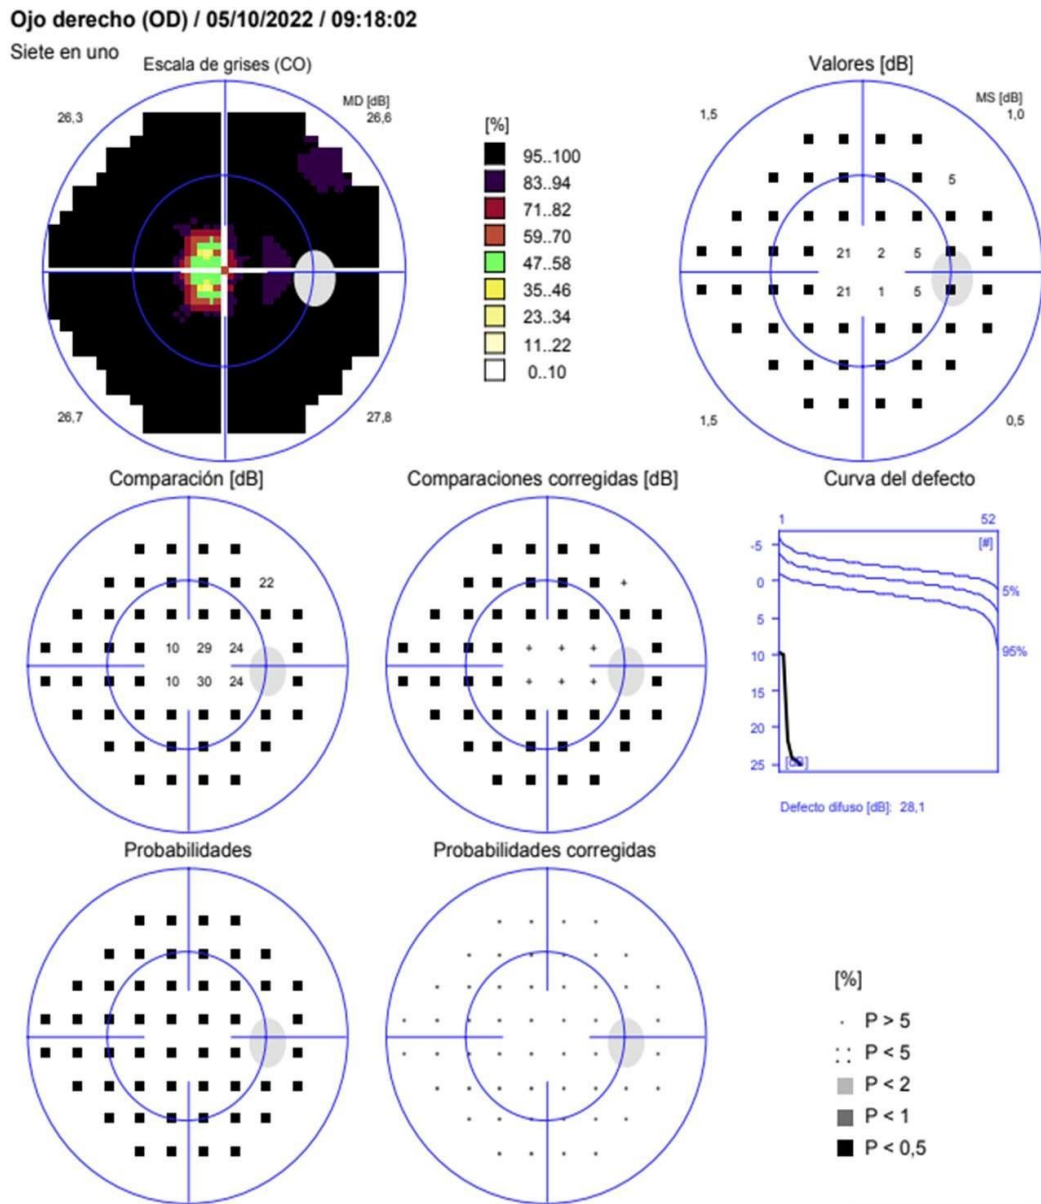 Ojo derecho (OD) / 05/10/2022 / 09:18:02
Siete en uno
Escala de grises (CO)
MD [dB]
26,3
26,6
26,7
27,8
[%]
95..100
83..94
71..82
59..70
47..58
35..46
23..34
11..22
0..10
Valores [dB]
MS [dB]
1,5
1,0
5
21 2 5
21 1 5
1,5
0,5
Comparación [dB]
22
10 29 24
10 30 24
Comparaciones corregidas [dB]
+
+ + +
+ + +
Curva del defecto
1 52
[#]
-5
0
5%
5
10
95%
15
20
25
[dB]
Defecto difuso [dB]: 28,1
Probabilidades
Probabilidades corregidas
[%]
P > 5
P < 5
P < 2
P < 1
P < 0,5